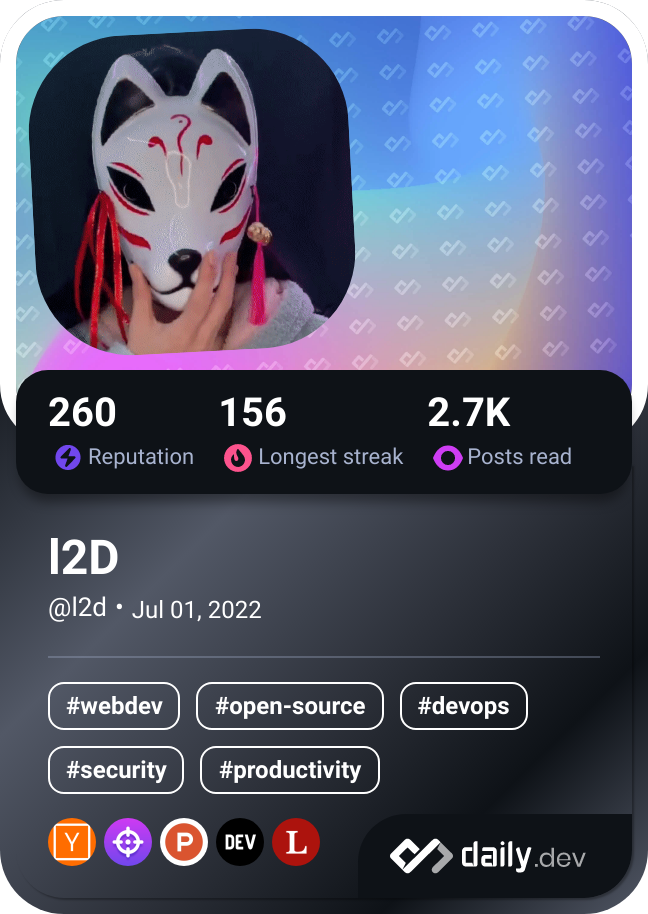 260 156 2.7K
Reputation Longest streak Posts read
l2D
@l2d • Jul 01, 2022
#webdev #open-source #devops
#security #productivity
Y P DEV L
daily.dev